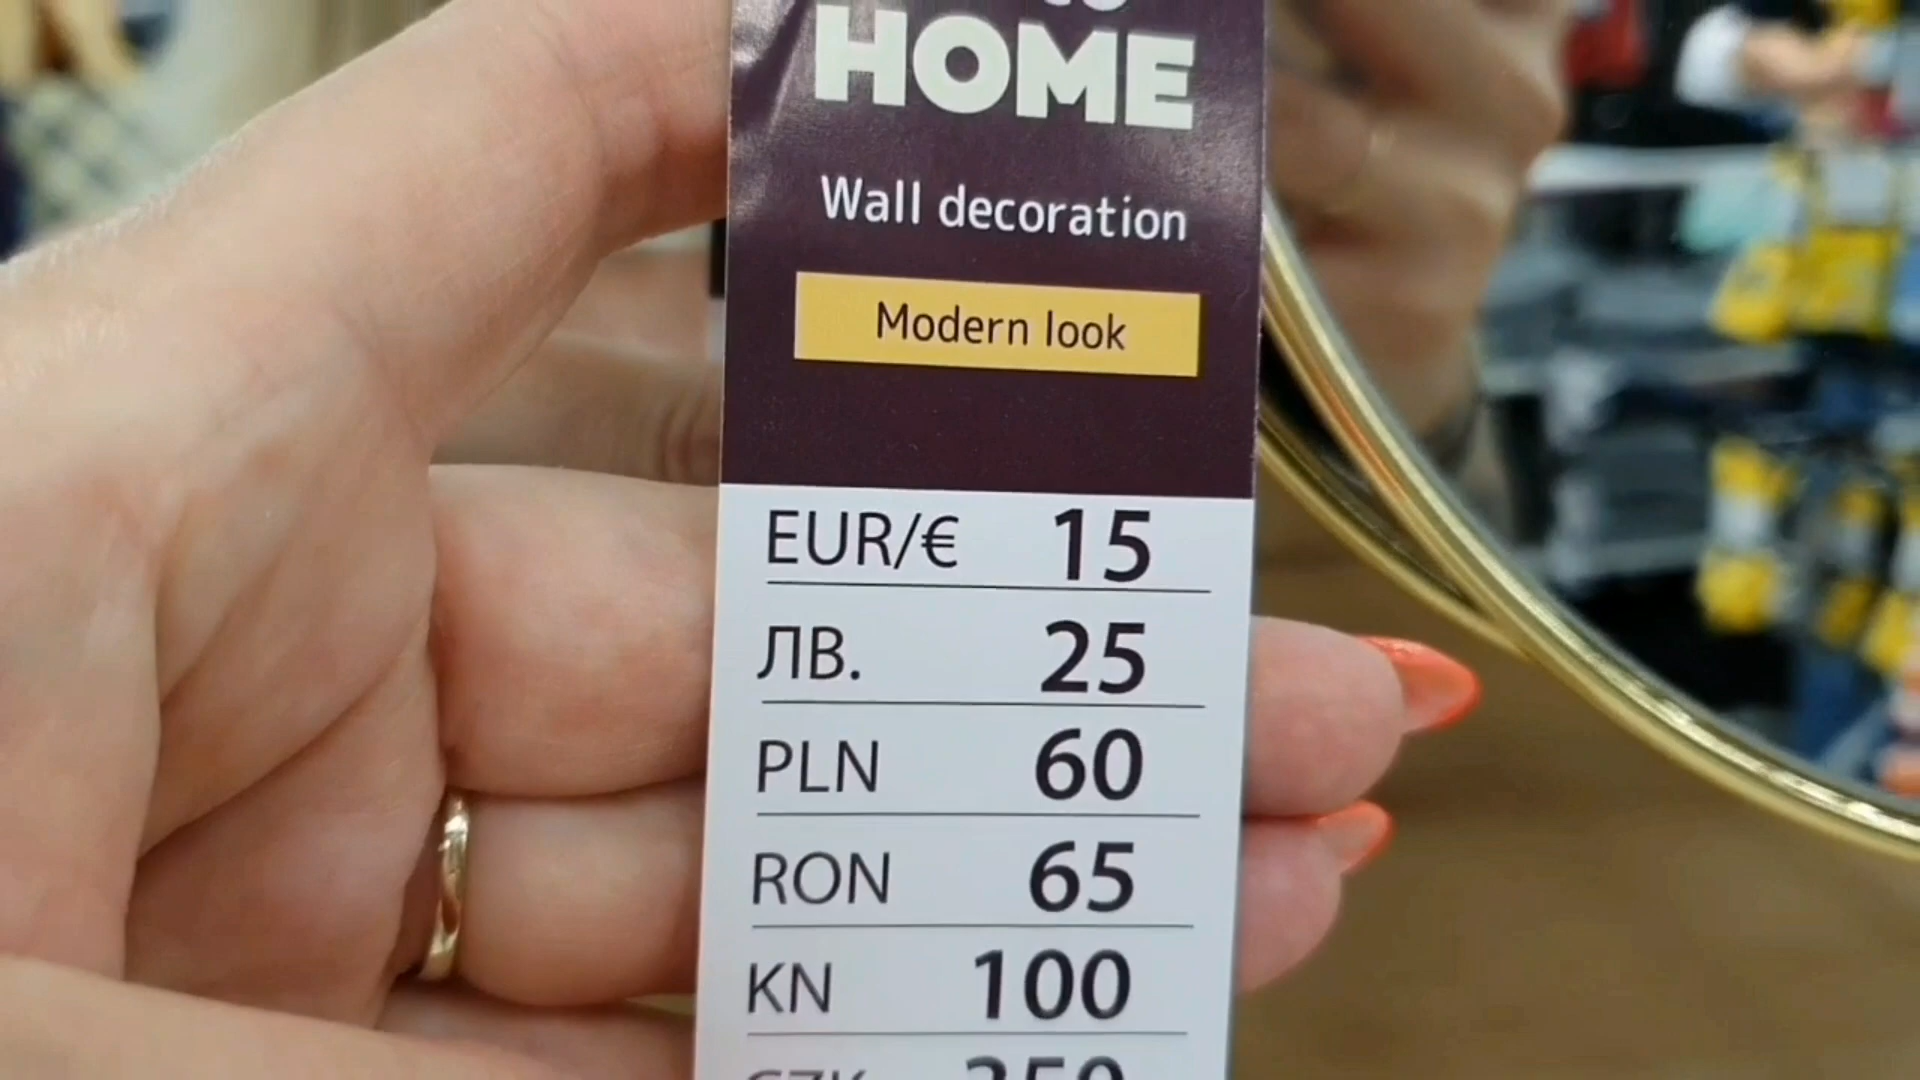 HOME
Wall decoration
Modern look
EUR/€ 15
ЛВ. 25
PLN 60
RON 65
KN 100